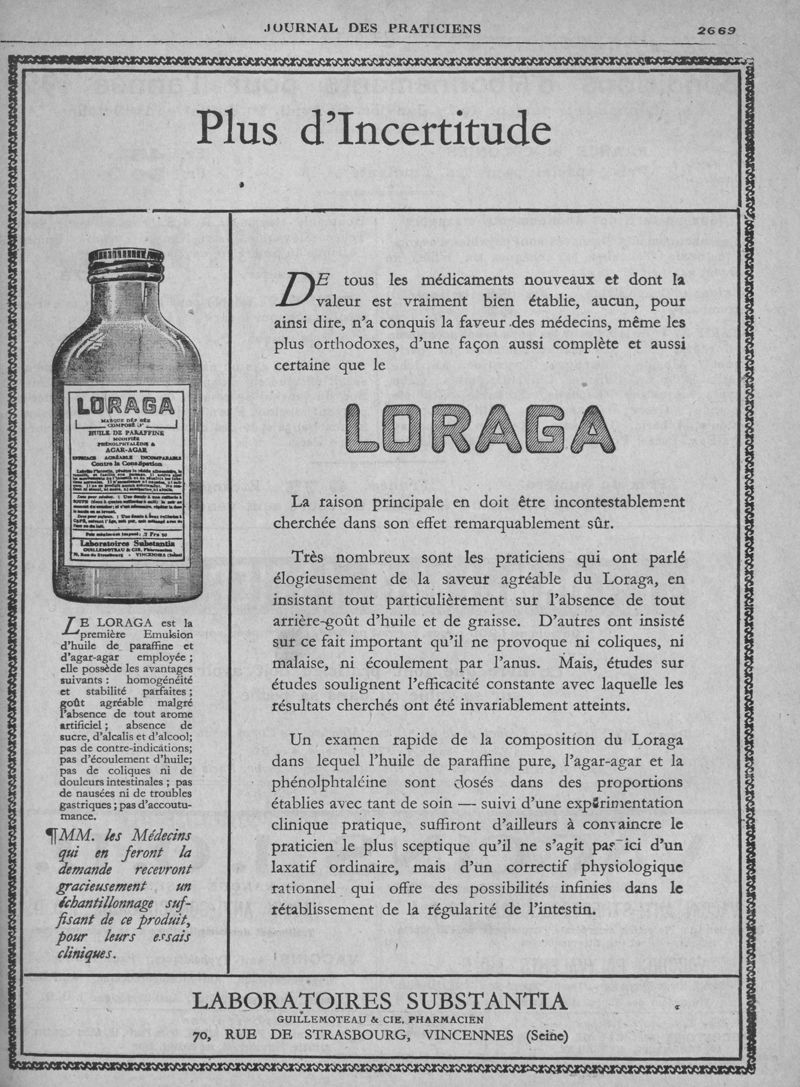 JOURNAL DES PRATICIENS
2669
Plus d'Incertitude
LORAGA
HUILE DE PARAFFINE
MODIFIÉE
PHÉNOLPHTALÉINE &
AGAR-AGAR
EFFICACE AGRÉABLE INCOMPARABLE
Contre la Constipation
Laboratoires Substantia
GUILLEMOTEAU & CIE, Pharmacien
70, Rue de Strasbourg - VINCENNES (Seine)
LE LORAGA est la
première Emulsion
d'huile de paraffine et
d'agar-agar employée ;
elle possède les avantages
suivants : homogénéité
et stabilité parfaites ;
goût agréable malgré
l'absence de tout arome
artificiel ; absence de
sucre, d'alcalis et d'alcool;
pas de contre-indications;
pas d'écoulement d'huile;
pas de coliques ni de
douleurs intestinales ; pas
de nausées ni de troubles
gastriques ; pas d'accoutu-
mance.
¶MM. les Médecins
qui en feront la
demande recevront
gracieusement un
échantillonnage suf-
fisant de ce produit,
pour leurs essais
cliniques.
DE tous les médicaments nouveaux et dont la
valeur est vraiment bien établie, aucun, pour
ainsi dire, n'a conquis la faveur des médecins, même les
plus orthodoxes, d'une façon aussi complète et aussi
certaine que le
LORAGA
La raison principale en doit être incontestablement
cherchée dans son effet remarquablement sûr.
Très nombreux sont les praticiens qui ont parlé
élogieusement de la saveur agréable du Loraga, en
insistant tout particulièrement sur l'absence de tout
arrière-goût d'huile et de graisse. D'autres ont insisté
sur ce fait important qu'il ne provoque ni coliques, ni
malaise, ni écoulement par l'anus. Mais, études sur
études soulignent l'efficacité constante avec laquelle les
résultats cherchés ont été invariablement atteints.
Un examen rapide de la composition du Loraga
dans lequel l'huile de paraffine pure, l'agar-agar et la
phénolphtaléine sont dosés dans des proportions
établies avec tant de soin — suivi d'une expérimentation
clinique pratique, suffiront d'ailleurs à convaincre le
praticien le plus sceptique qu'il ne s'agit pas ici d'un
laxatif ordinaire, mais d'un correctif physiologique
rationnel qui offre des possibilités infinies dans le
rétablissement de la régularité de l'intestin.
LABORATOIRES SUBSTANTIA
GUILLEMOTEAU & CIE, PHARMACIEN
70, RUE DE STRASBOURG, VINCENNES (Seine)